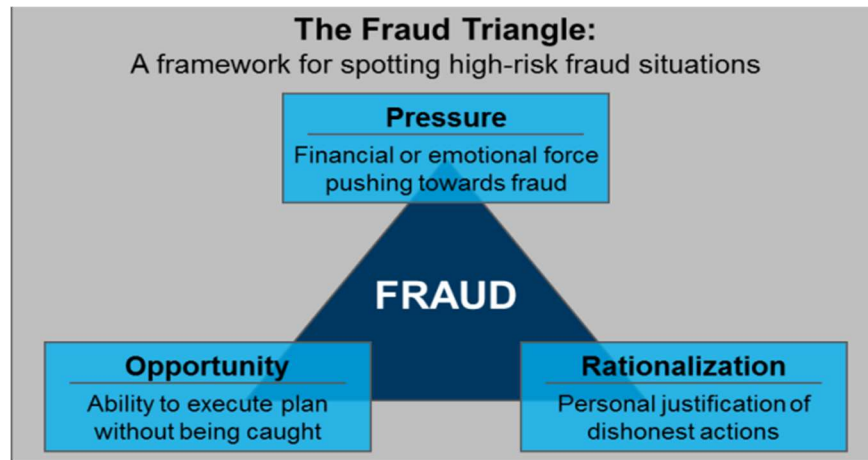 The Fraud Triangle:
A framework for spotting high-risk fraud situations
Pressure
Financial or emotional force
pushing towards fraud
FRAUD
Opportunity
Ability to execute plan
without being caught
Rationalization
Personal justification of
dishonest actions